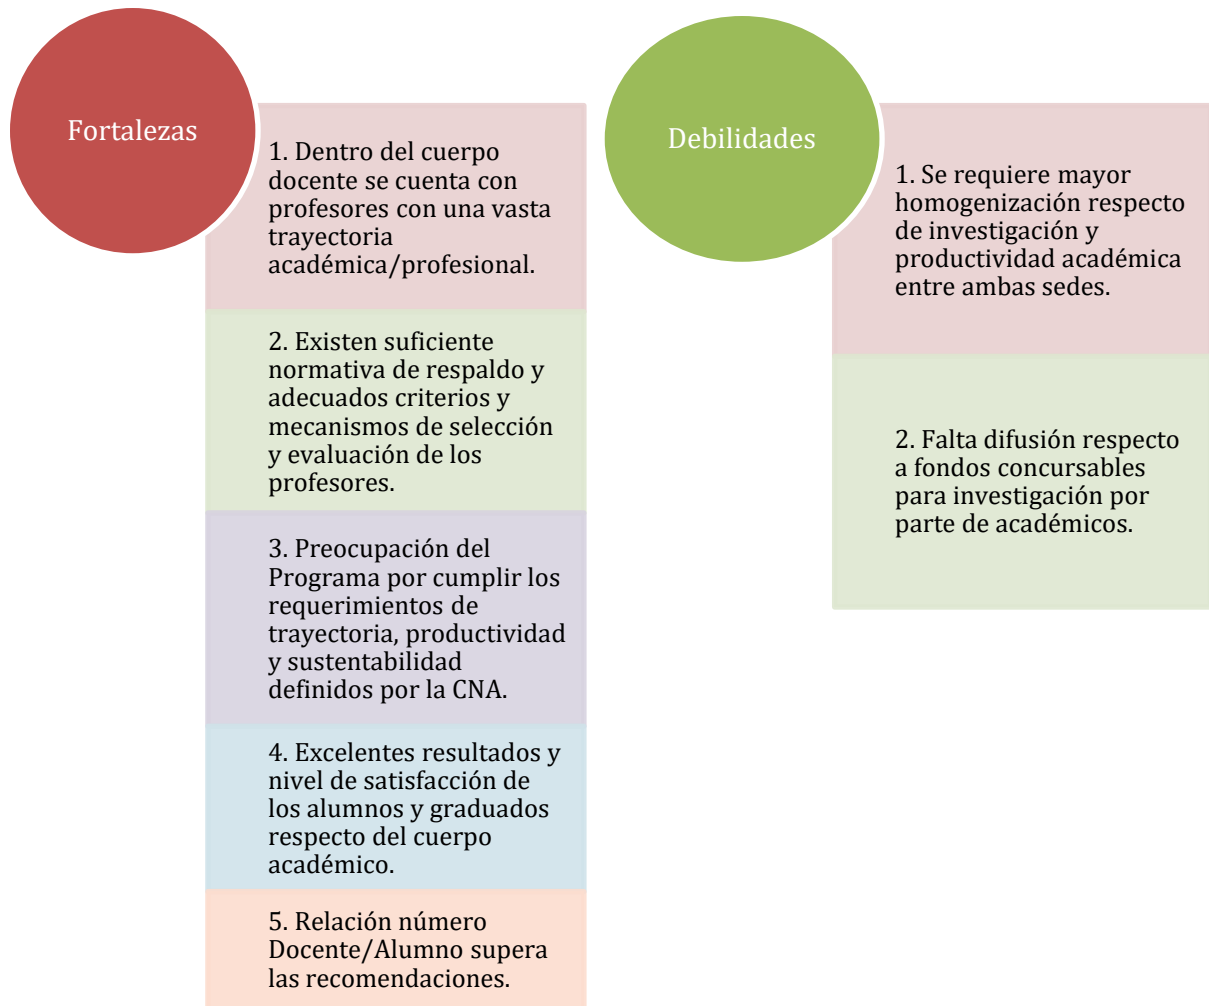 Fortalezas
1. Dentro del cuerpo
docente se cuenta con
profesores con una vasta
trayectoria
académica/profesional.
2. Existen suficiente
normativa de respaldo y
adecuados criterios y
mecanismos de selección
y evaluación de los
profesores.
3. Preocupación del
Programa por cumplir los
requerimientos de
trayectoria, productividad
y sustentabilidad
definidos por la CNA.
4. Excelentes resultados y
nivel de satisfacción de
los alumnos y graduados
respecto del cuerpo
académico.
5. Relación número
Docente/Alumno supera
las recomendaciones.
Debilidades
1. Se requiere mayor
homogenización respecto
de investigación y
productividad académica
entre ambas sedes.
2. Falta difusión respecto
a fondos concursables
para investigación por
parte de académicos.